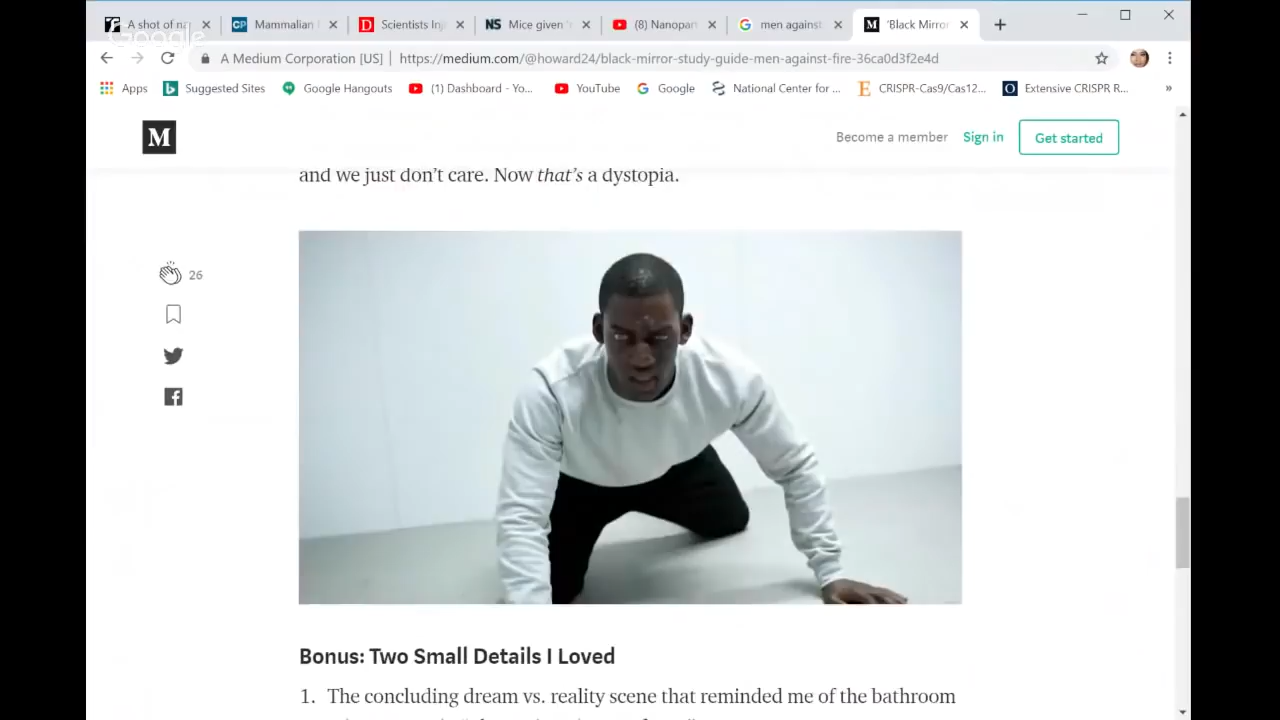 A shot of na
Mammalian
Scientists In
Mice given
(8) Nanopart
men against
'Black Mirror
Google
A Medium Corporation [US] | https://medium.com/@howard24/black-mirror-study-guide-men-against-fire-36ca0d3f2e4d
Apps
Suggested Sites
Google Hangouts
(1) Dashboard - Yo...
YouTube
Google
National Center for ...
CRISPR-Cas9/Cas12...
Extensive CRISPR R...
»
M
Become a member
Sign in
Get started
and we just don't care. Now that's a dystopia.
26
Bonus: Two Small Details I Loved
1. The concluding dream vs. reality scene that reminded me of the bathroom